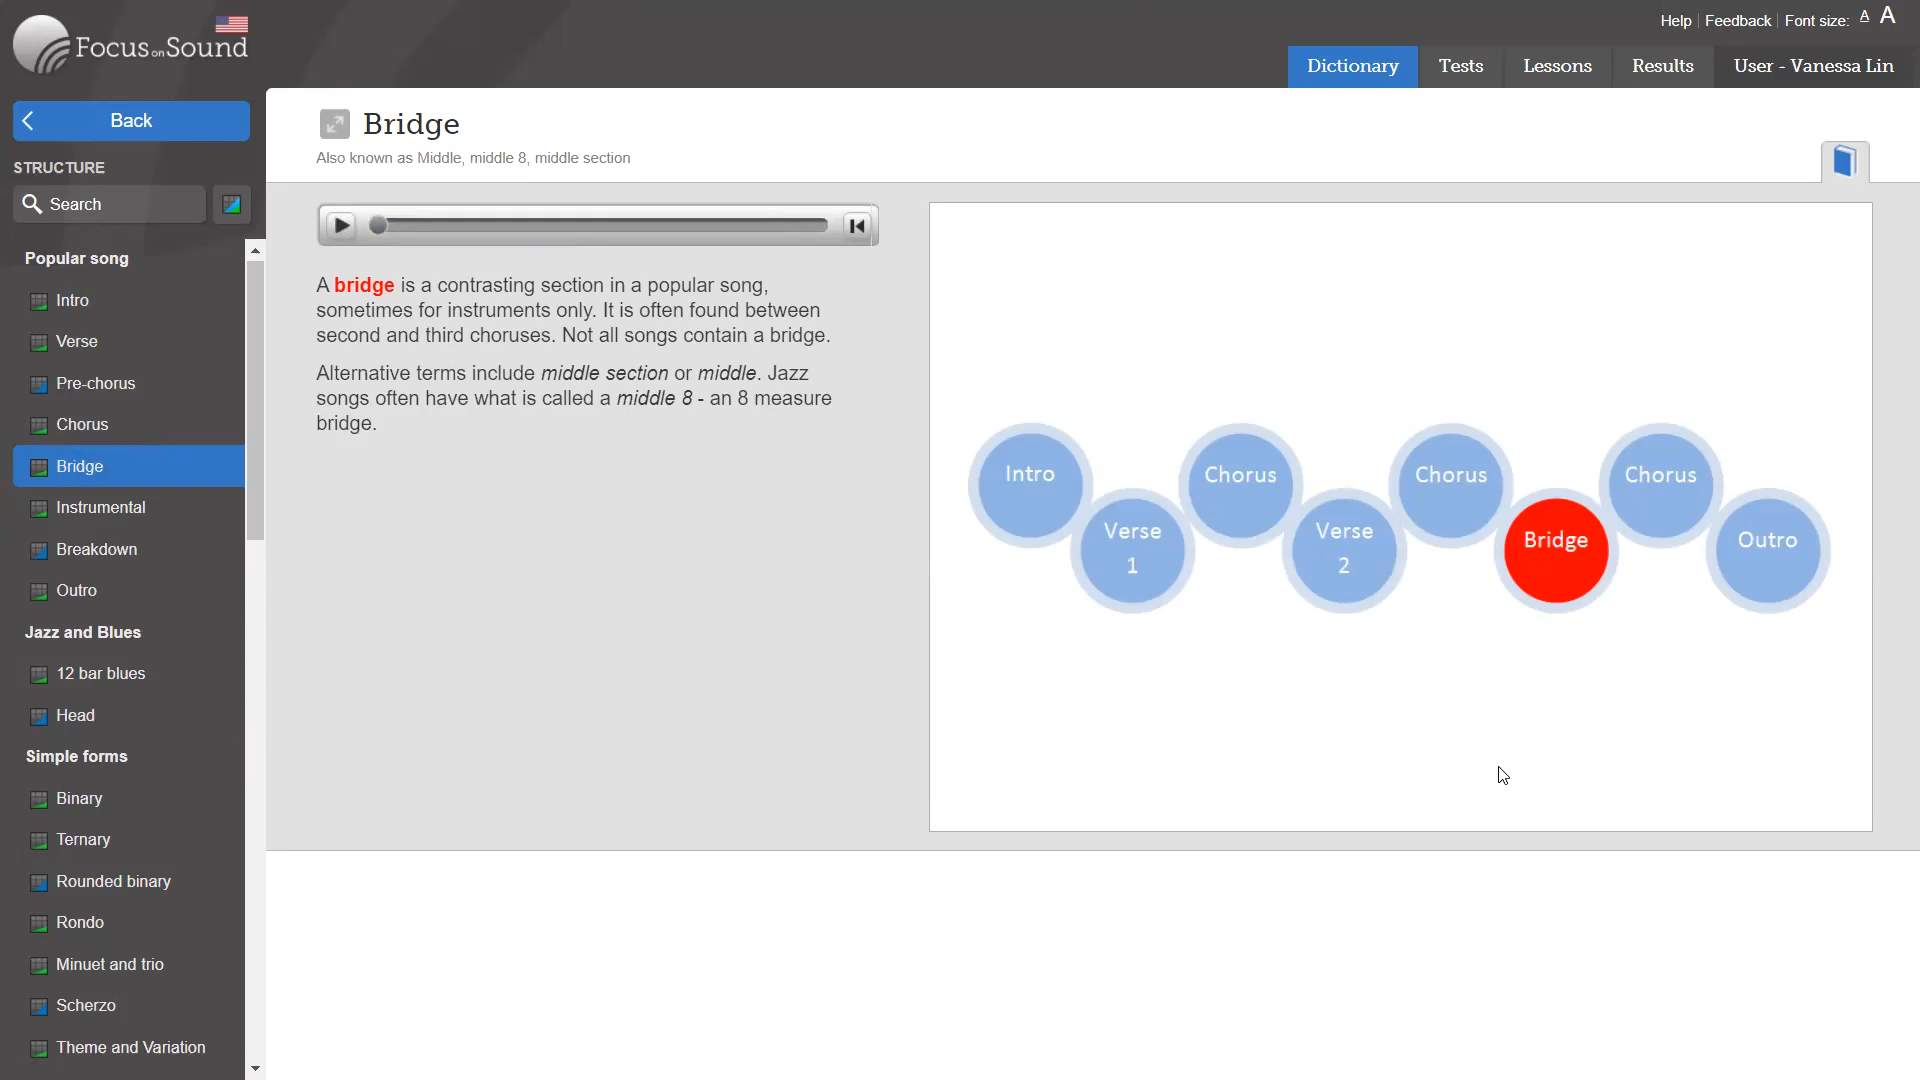 Focus on Sound
Help
Feedback
Font size: A A
Dictionary
Tests
Lessons
Results
User - Vanessa Lin
Back
STRUCTURE
Search
Popular song
Intro
Verse
Pre-chorus
Chorus
Bridge
Instrumental
Breakdown
Outro
Jazz and Blues
12 bar blues
Head
Simple forms
Binary
Ternary
Rounded binary
Rondo
Minuet and trio
Scherzo
Theme and Variation
Bridge
Also known as Middle, middle 8, middle section
A bridge is a contrasting section in a popular song,
sometimes for instruments only. It is often found between
second and third choruses. Not all songs contain a bridge.
Alternative terms include middle section or middle. Jazz
songs often have what is called a middle 8 - an 8 measure
bridge.
Intro
Verse
1
Chorus
Verse
2
Chorus
Bridge
Chorus
Outro